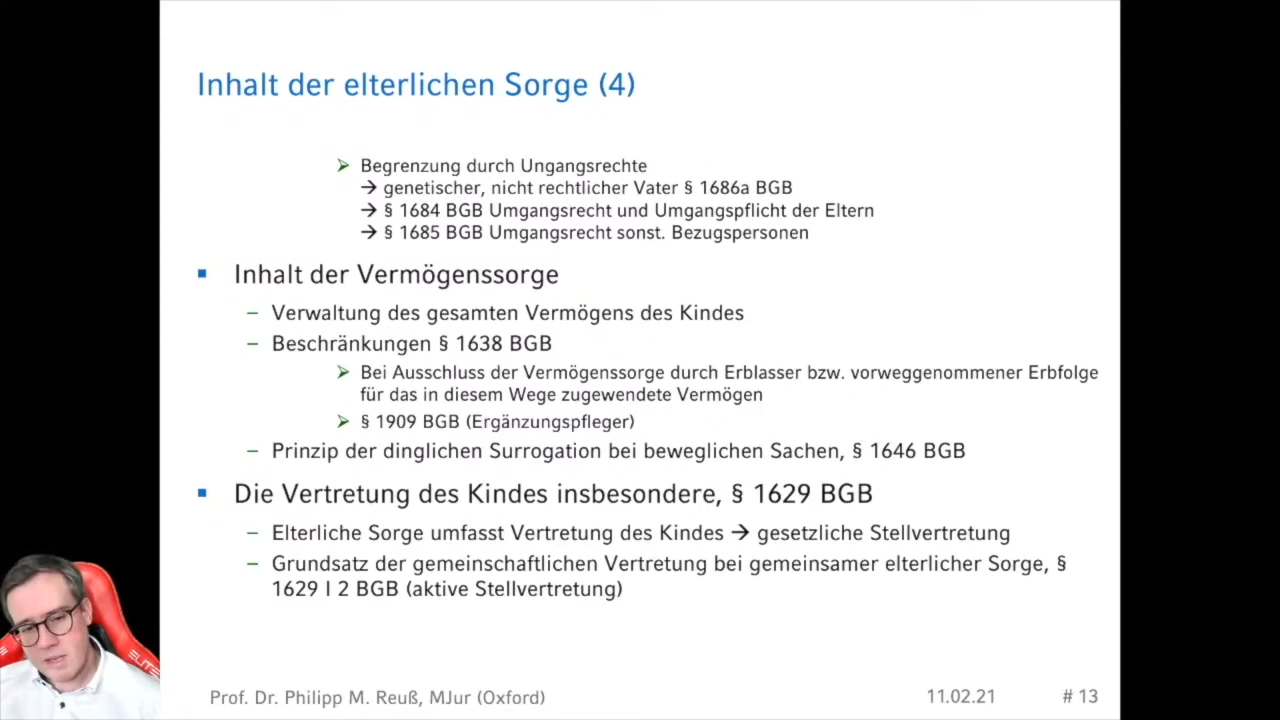 Inhalt der elterlichen Sorge (4)
➢ Begrenzung durch Ungangsrechte
→ genetischer, nicht rechtlicher Vater § 1686a BGB
→ § 1684 BGB Umgangsrecht und Umgangspflicht der Eltern
→ § 1685 BGB Umgangsrecht sonst. Bezugspersonen
▪ Inhalt der Vermögenssorge
– Verwaltung des gesamten Vermögens des Kindes
– Beschränkungen § 1638 BGB
➢ Bei Ausschluss der Vermögenssorge durch Erblasser bzw. vorweggenommener Erbfolge
für das in diesem Wege zugewendete Vermögen
➢ § 1909 BGB (Ergänzungspfleger)
– Prinzip der dinglichen Surrogation bei beweglichen Sachen, § 1646 BGB
▪ Die Vertretung des Kindes insbesondere, § 1629 BGB
– Elterliche Sorge umfasst Vertretung des Kindes → gesetzliche Stellvertretung
– Grundsatz der gemeinschaftlichen Vertretung bei gemeinsamer elterlicher Sorge, §
1629 I 2 BGB (aktive Stellvertretung)
Prof. Dr. Philipp M. Reuß, MJur (Oxford)
11.02.21
# 13